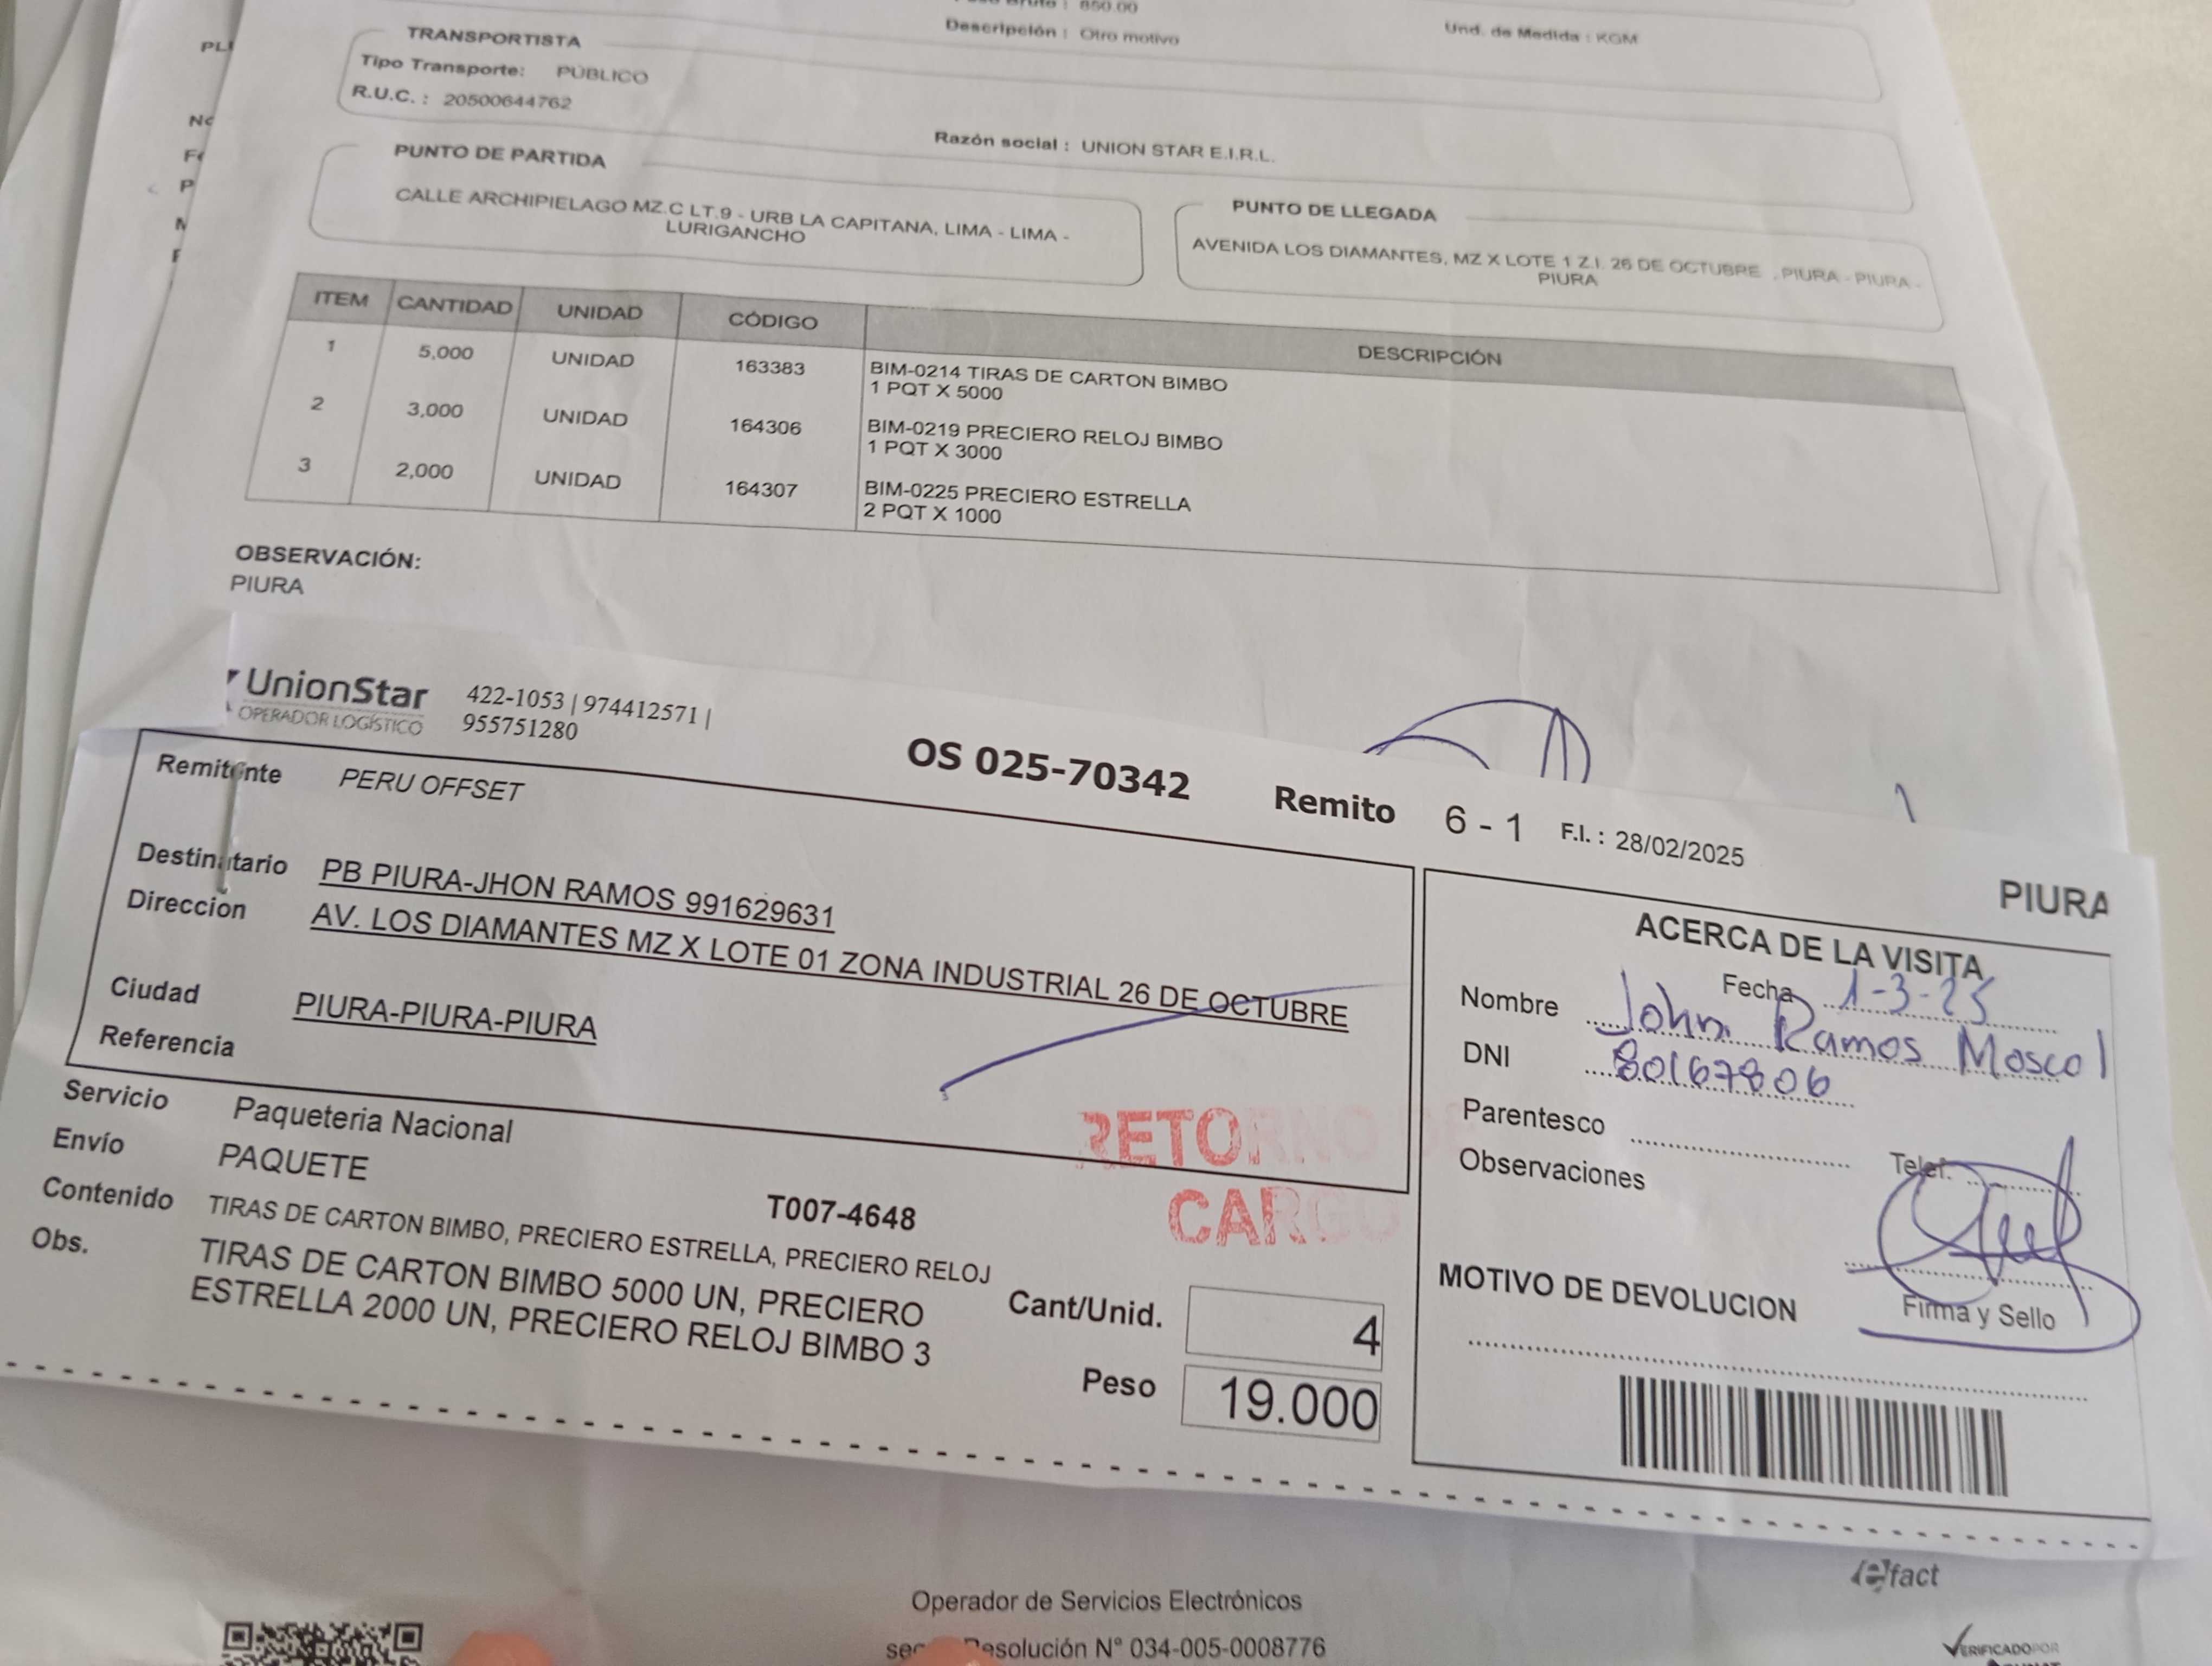 850.00
Descripción : Otro motivo
Und. de Medida : KGM
TRANSPORTISTA
Tipo Transporte: PÚBLICO
R.U.C. : 20500644762
Razón social : UNION STAR E.I.R.L.
PUNTO DE PARTIDA
CALLE ARCHIPIELAGO MZ.C LT.9 - URB LA CAPITANA, LIMA - LIMA -
LURIGANCHO
PUNTO DE LLEGADA
AVENIDA LOS DIAMANTES, MZ X LOTE 1 Z.I. 26 DE OCTUBRE , PIURA - PIURA -
PIURA
ITEM CANTIDAD UNIDAD CÓDIGO DESCRIPCIÓN
1 5,000 UNIDAD 163383 BIM-0214 TIRAS DE CARTON BIMBO
1 PQT X 5000
2 3,000 UNIDAD 164306 BIM-0219 PRECIERO RELOJ BIMBO
1 PQT X 3000
3 2,000 UNIDAD 164307 BIM-0225 PRECIERO ESTRELLA
2 PQT X 1000
OBSERVACIÓN:
PIURA
UnionStar
OPERADOR LOGÍSTICO
422-1053 | 974412571 |
955751280
OS 025-70342 Remito 6 - 1 F.I. : 28/02/2025
PIURA
Remitente PERU OFFSET
Destinatario PB PIURA-JHON RAMOS 991629631
Direccion AV. LOS DIAMANTES MZ X LOTE 01 ZONA INDUSTRIAL 26 DE OCTUBRE
Ciudad PIURA-PIURA-PIURA
Referencia
Servicio Paqueteria Nacional
Envío PAQUETE
Contenido TIRAS DE CARTON BIMBO, PRECIERO ESTRELLA, PRECIERO RELOJ
T007-4648
Obs. TIRAS DE CARTON BIMBO 5000 UN, PRECIERO
ESTRELLA 2000 UN, PRECIERO RELOJ BIMBO 3
RETORNO
CARGO
Cant/Unid. 4
Peso 19.000
ACERCA DE LA VISITA
Fecha 1-3-25
Nombre John Ramos Moscol
DNI 80167806
Parentesco
Telef.
Observaciones
Firma y Sello
MOTIVO DE DEVOLUCION
efact
Operador de Servicios Electrónicos
Resolución N° 034-005-0008776
VERIFICADO POR